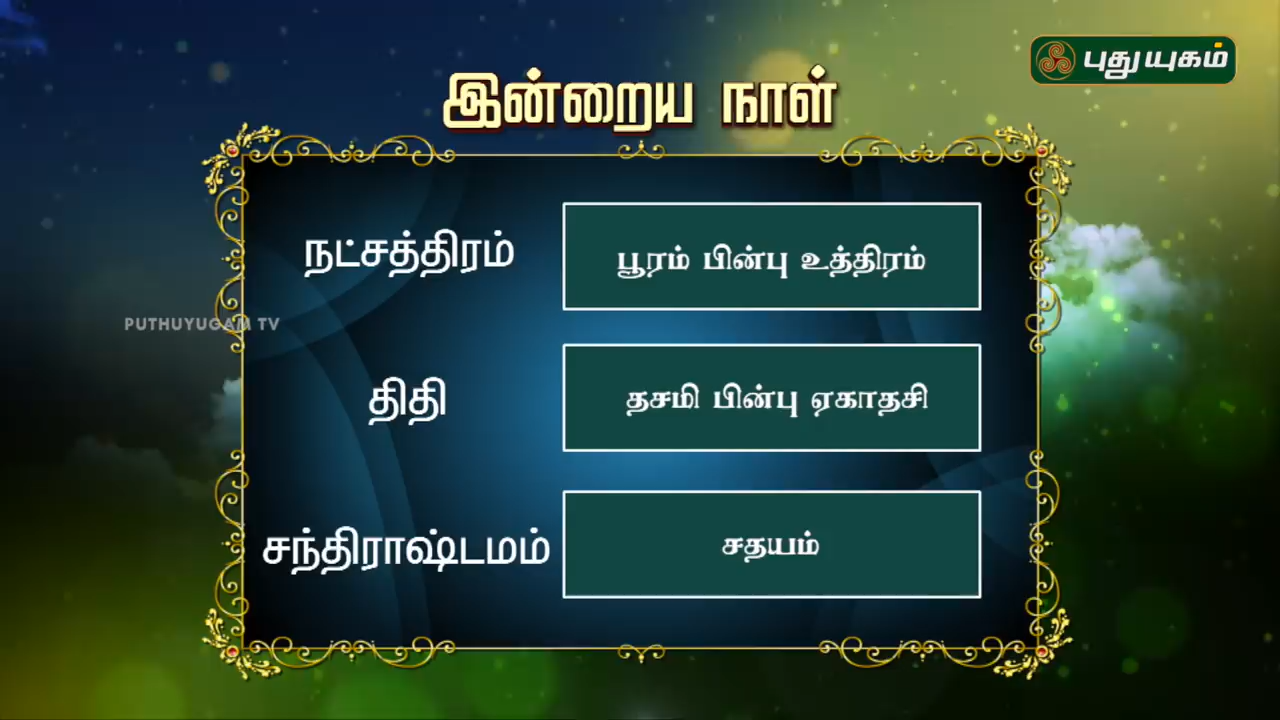 புதுயுகம்
இன்றைய நாள்
நட்சத்திரம் பூரம் பின்பு உத்திரம்
PUTHUYUGAM TV
திதி தசமி பின்பு ஏகாதசி
சந்திராஷ்டமம் சதயம்